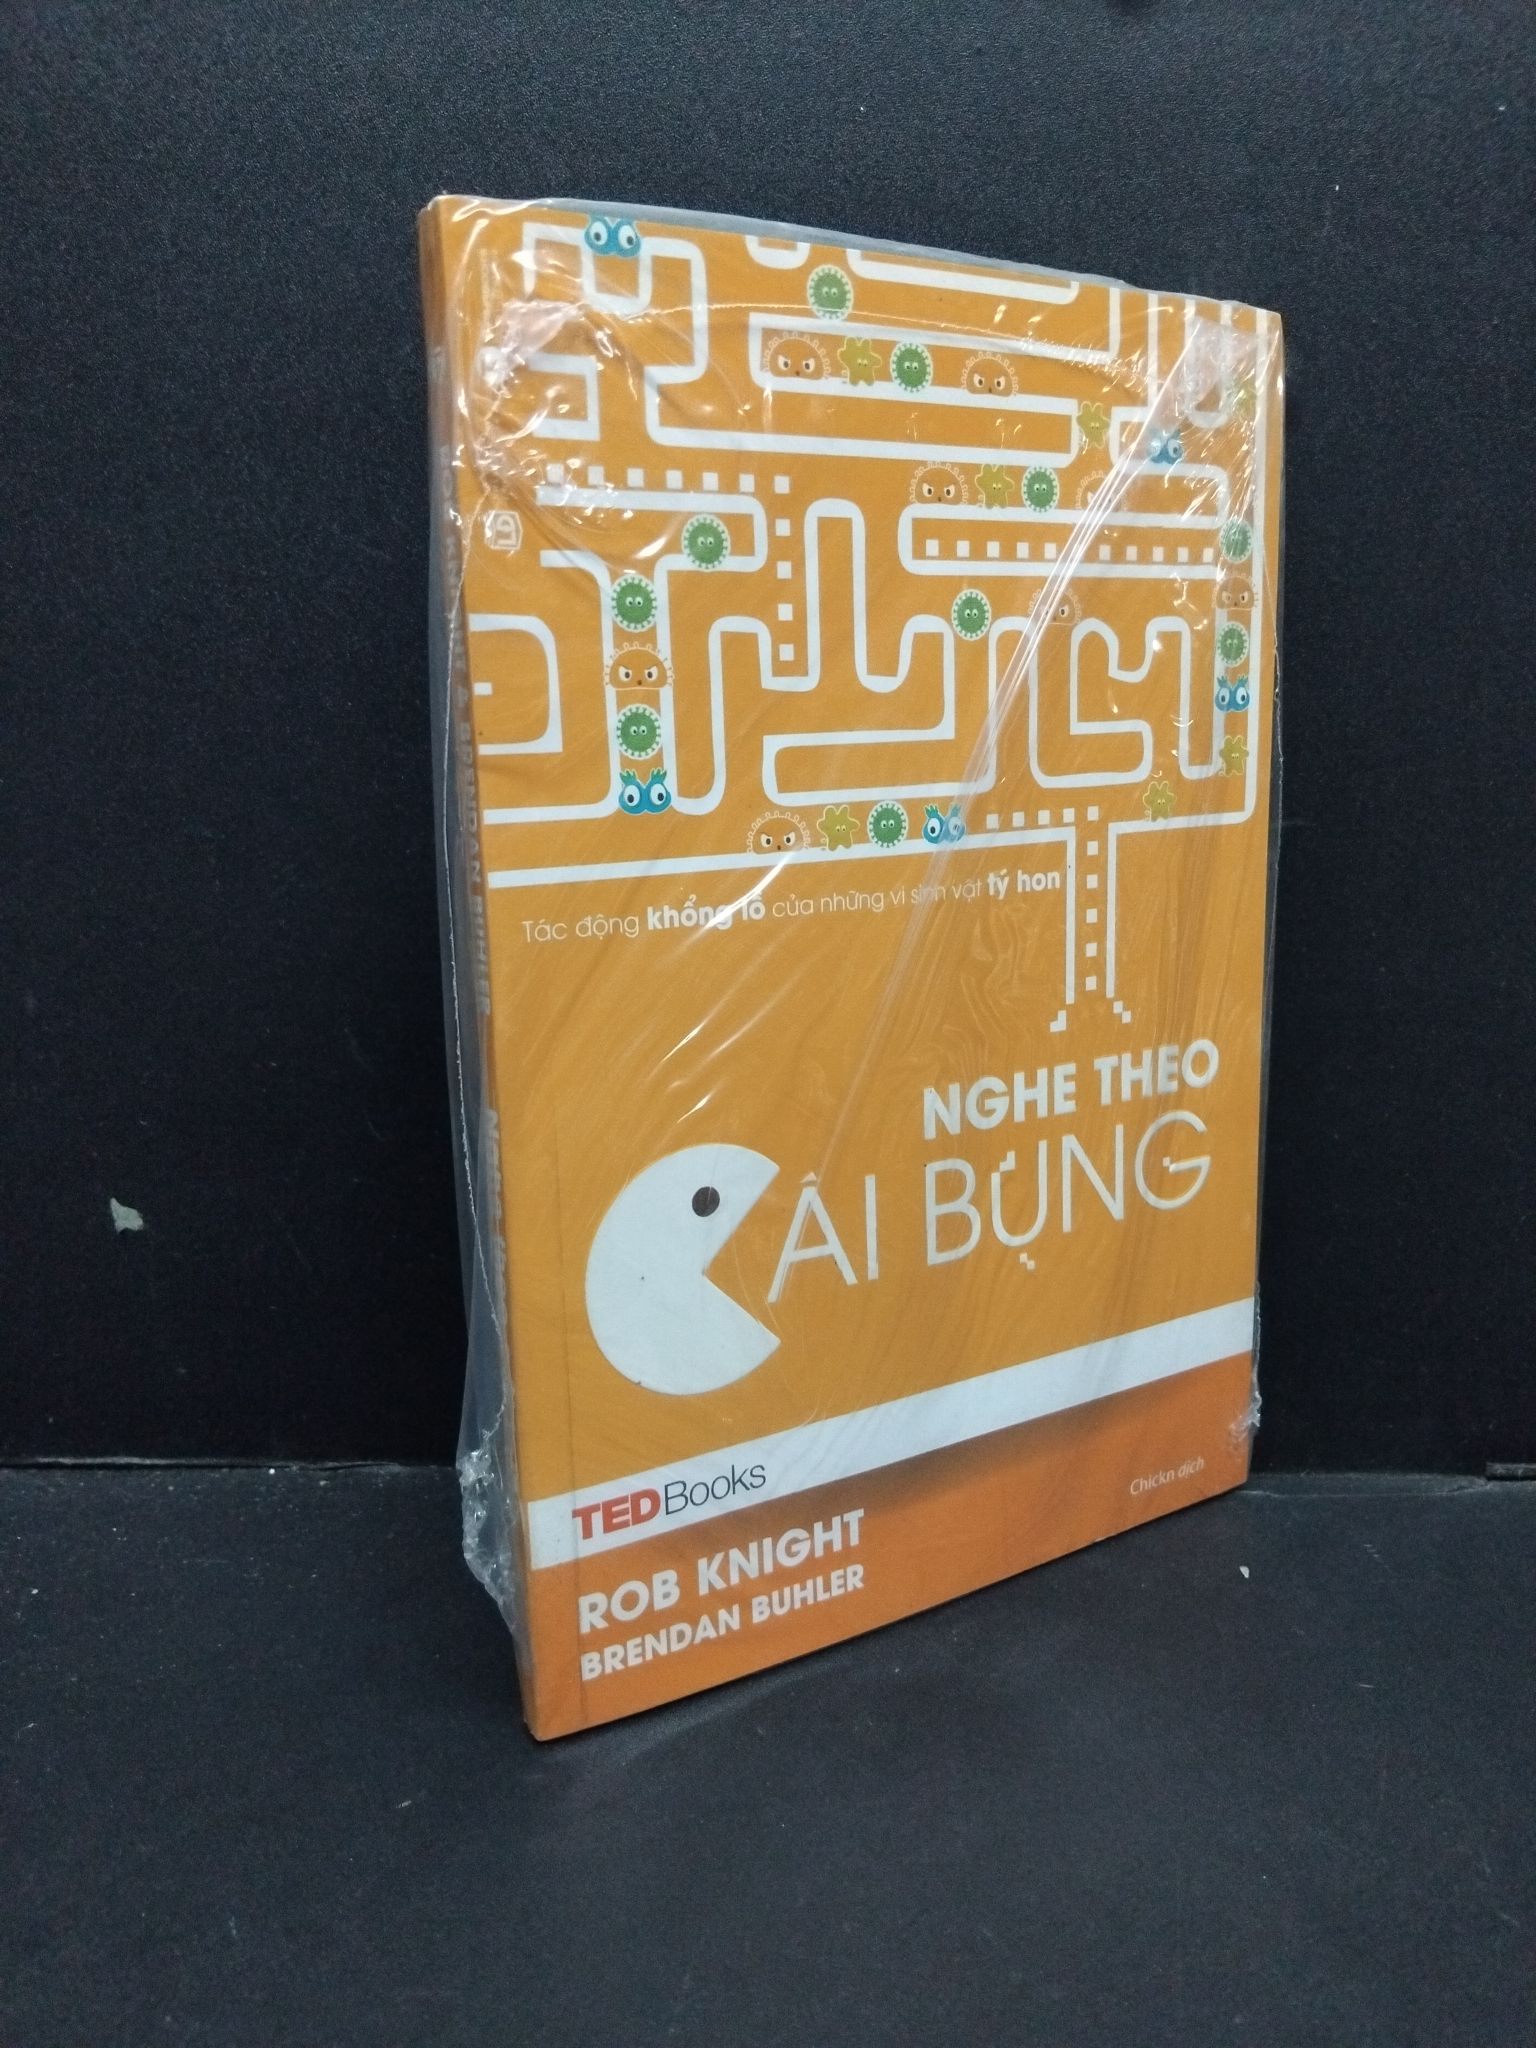 Tác động khổng lồ của những vi sinh vật tý hon
NGHE THEO
CÁI BỤNG
TEDBooks
Chickn dịch
ROB KNIGHT
BRENDAN BUHLER